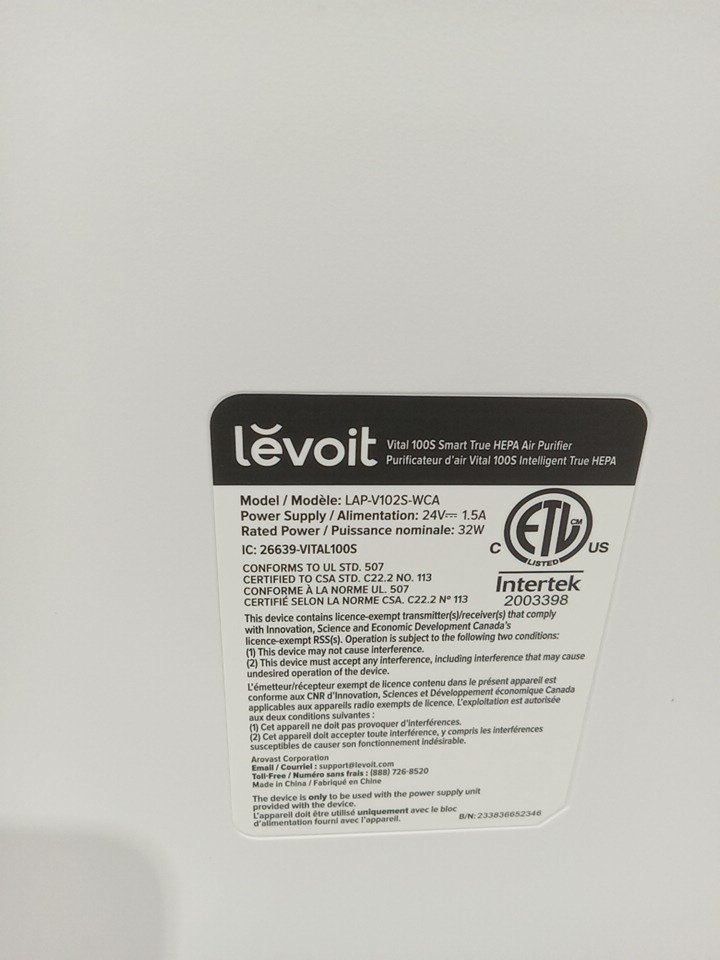 lĕvoit
Vital 100S Smart True HEPA Air Purifier
Purificateur d'air Vital 100S Intelligent True HEPA
Model / Modèle: LAP-V102S-WCA
Power Supply / Alimentation: 24V⎓ 1.5A
Rated Power / Puissance nominale: 32W
IC: 26639-VITAL100S
CONFORMS TO UL STD. 507
CERTIFIED TO CSA STD. C22.2 NO. 113
CONFORME À LA NORME UL. 507
CERTIFIÉ SELON LA NORME CSA. C22.2 N° 113
ETL CM
LISTED
C US
Intertek
2003398
This device contains licence-exempt transmitter(s)/receiver(s) that comply
with Innovation, Science and Economic Development Canada's
licence-exempt RSS(s). Operation is subject to the following two conditions:
(1) This device may not cause interference.
(2) This device must accept any interference, including interference that may cause
undesired operation of the device.
L'émetteur/récepteur exempt de licence contenu dans le présent appareil est
conforme aux CNR d'Innovation, Sciences et Développement économique Canada
applicables aux appareils radio exempts de licence. L'exploitation est autorisée
aux deux conditions suivantes :
(1) Cet appareil ne doit pas provoquer d'interférences.
(2) Cet appareil doit accepter toute interférence, y compris les interférences
susceptibles de causer son fonctionnement indésirable.
Arovast Corporation
Email / Courriel : support@levoit.com
Toll-Free / Numéro sans frais : (888) 726-8520
Made in China / Fabriqué en Chine
The device is only to be used with the power supply unit
provided with the device.
L'appareil doit être utilisé uniquement avec le bloc
d'alimentation fourni avec l'appareil.
B/N: 233836652346